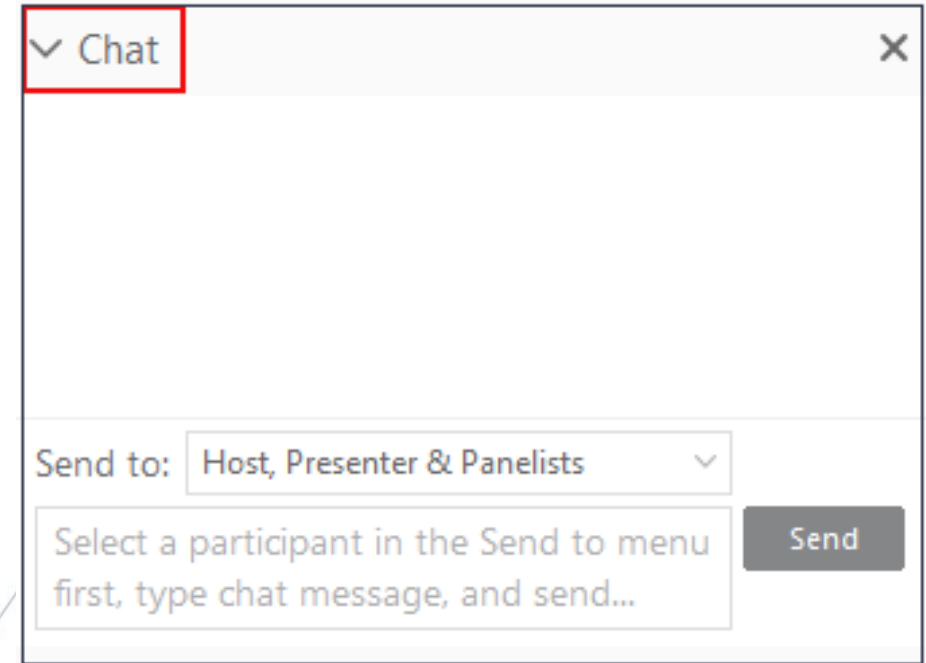 Chat
Send to: Host, Presenter & Panelists
Select a participant in the Send to menu
first, type chat message, and send...
Send